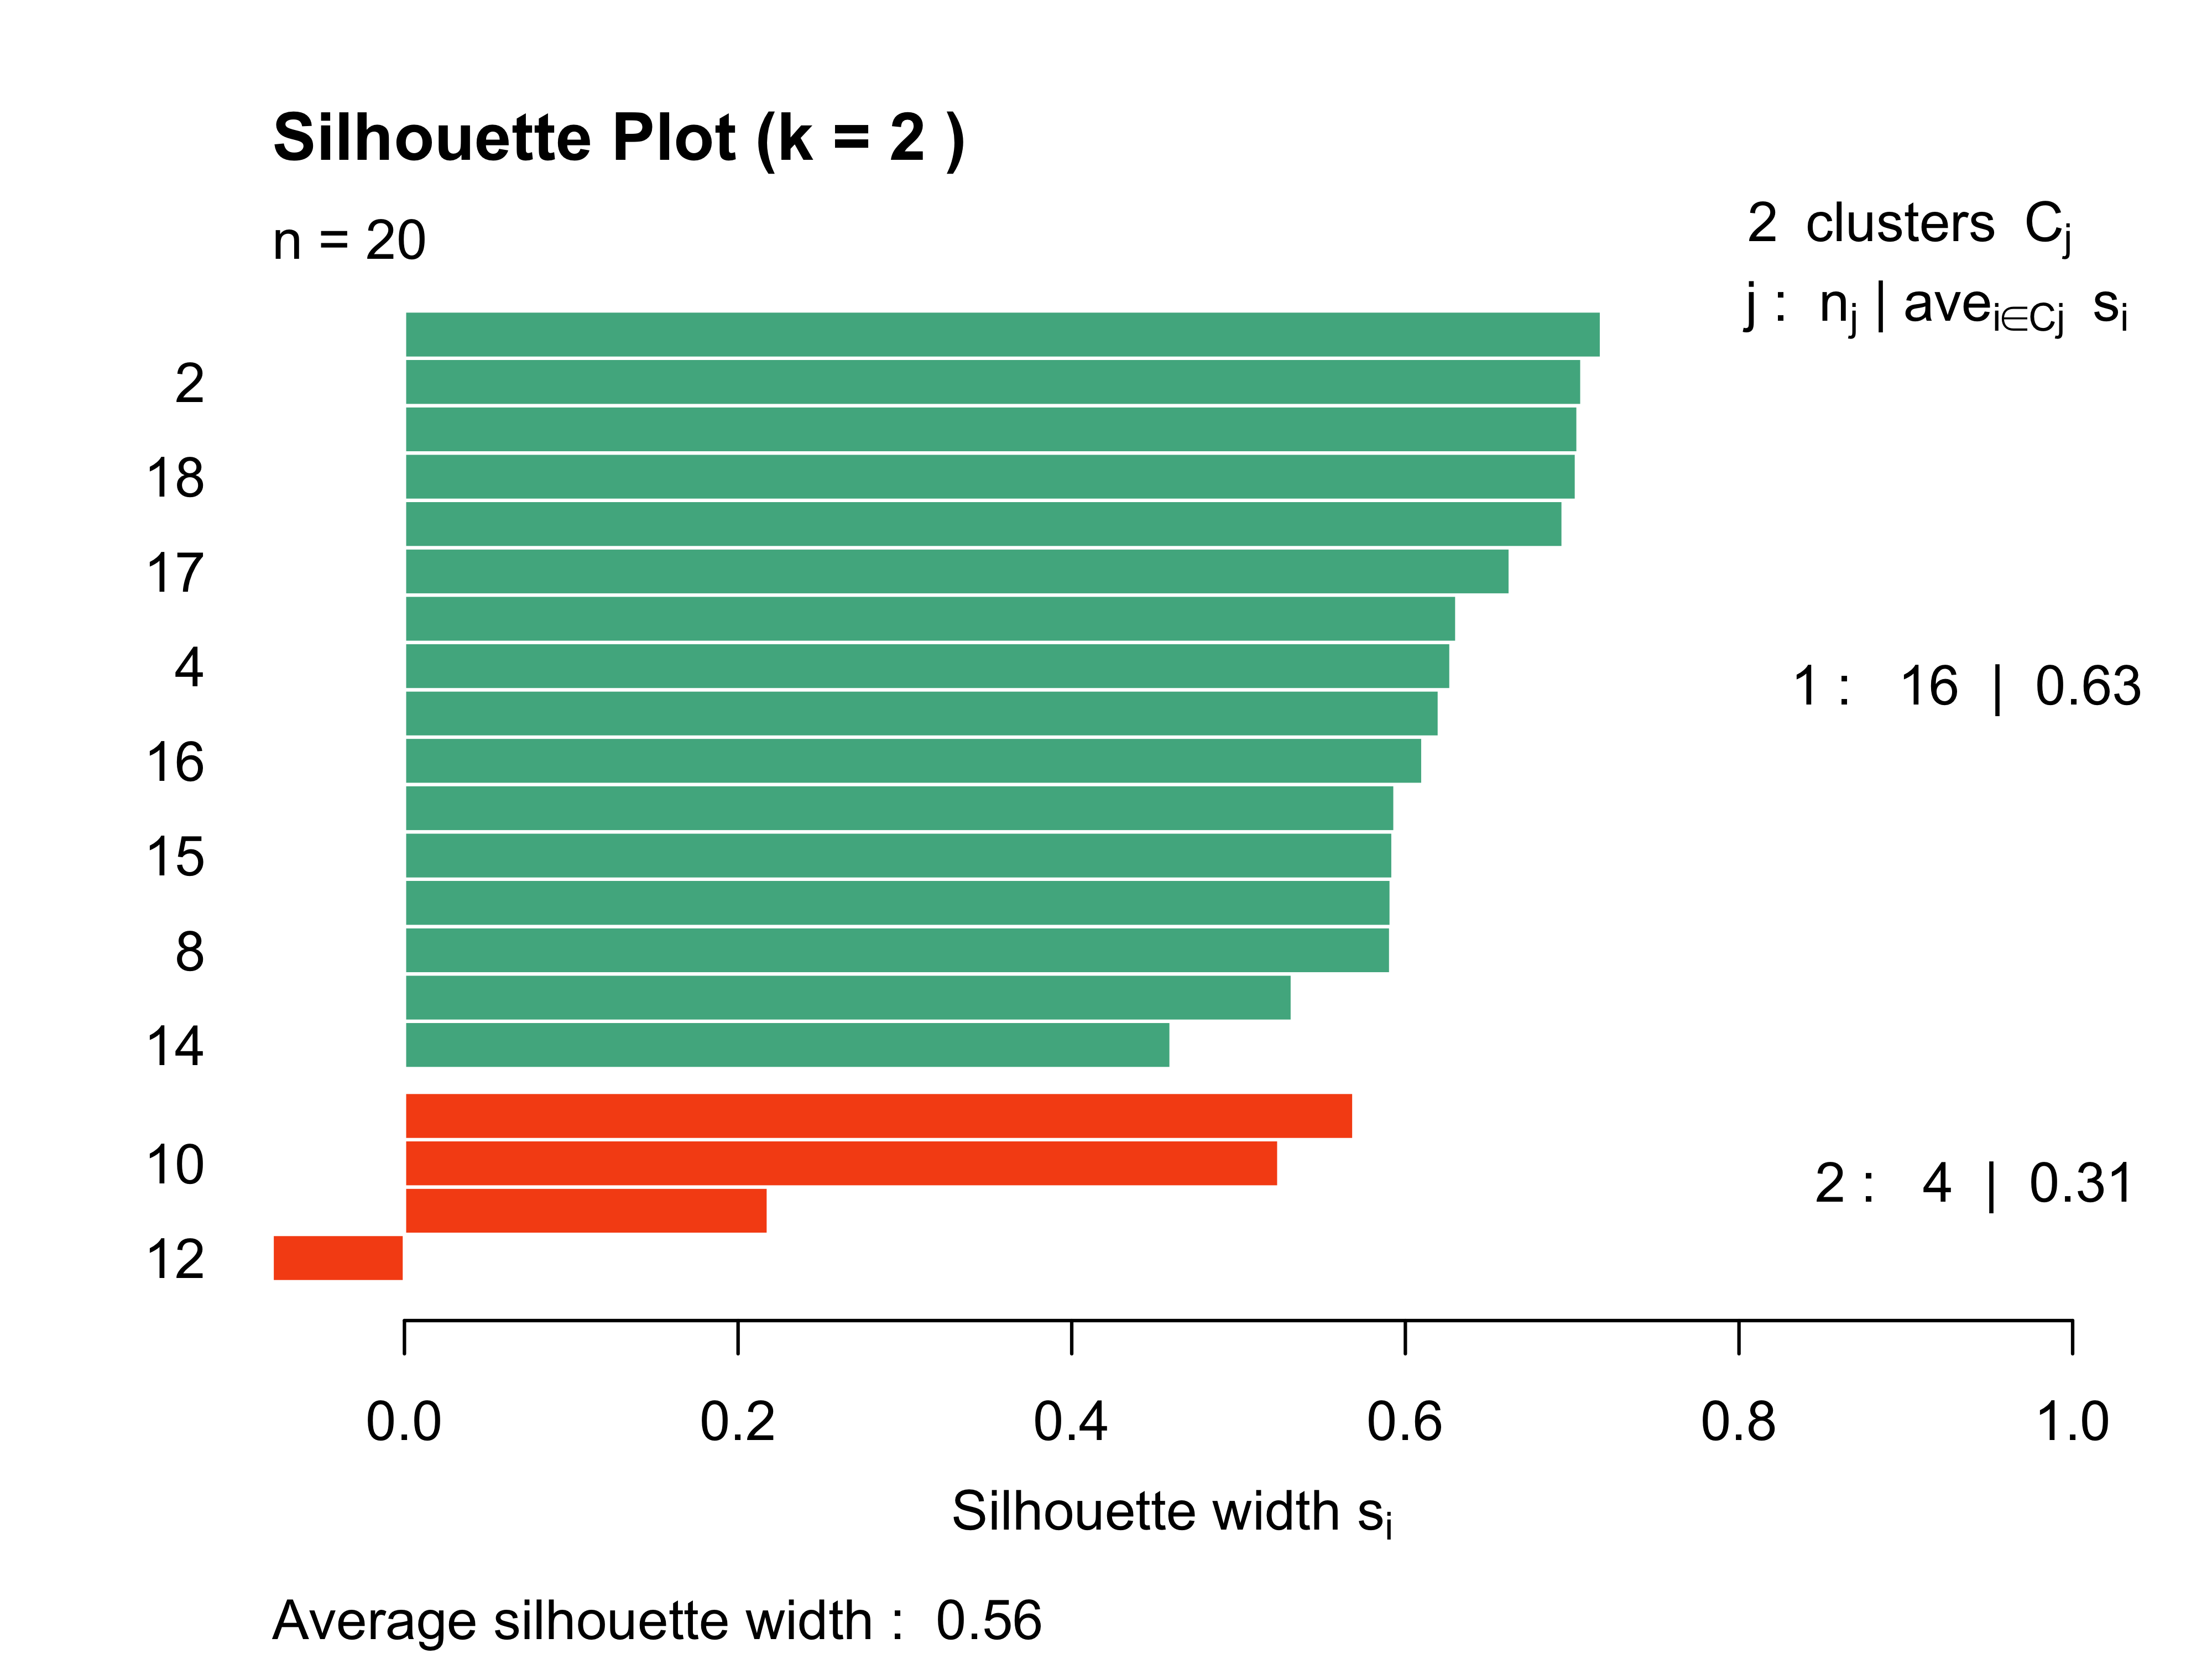 Silhouette Plot (k = 2 )
n = 20
2 clusters Cj
j : nj | avei∈Cj si
2
18
17
4
1 : 16 | 0.63
16
15
8
14
10
2 : 4 | 0.31
12
0.0 0.2 0.4 0.6 0.8 1.0
Silhouette width si
Average silhouette width : 0.56